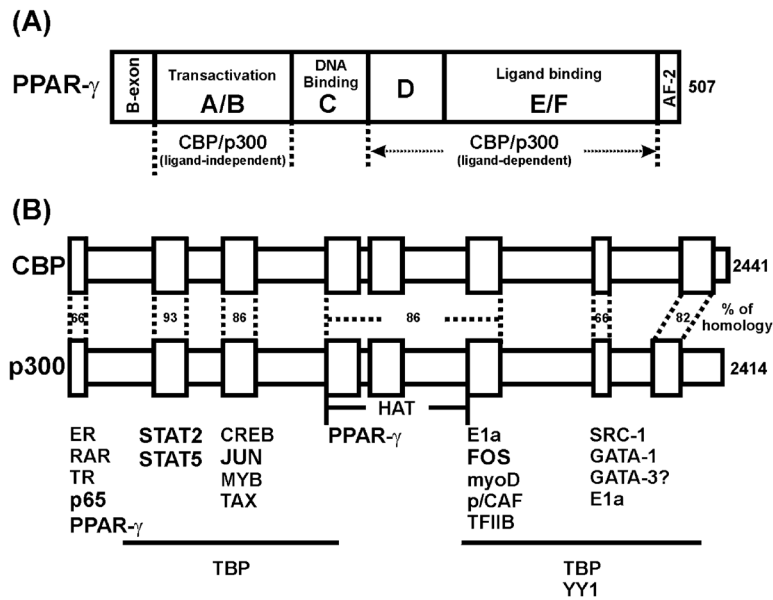 (A)
PPAR-γ
B-exon
Transactivation
A/B
DNA
Binding
C
D
Ligand binding
E/F
AF-2
507
CBP/p300
(ligand-independent)
CBP/p300
(ligand-dependent)
(B)
CBP
2441
66
93
86
86
66
82
% of
homology
p300
2414
HAT
ER
RAR
TR
p65
PPAR-γ
STAT2
STAT5
CREB
JUN
MYB
TAX
PPAR-γ
E1a
FOS
myoD
p/CAF
TFIIB
SRC-1
GATA-1
GATA-3?
E1a
TBP
TBP
YY1